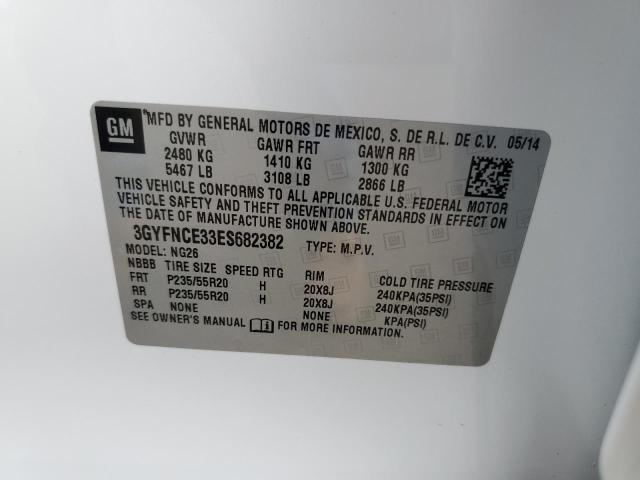 GM
MFD BY GENERAL MOTORS DE MEXICO, S. DE R.L. DE C.V. 05/14
GVWR GAWR FRT GAWR RR
2480 KG 1410 KG 1300 KG
5467 LB 3108 LB 2866 LB
THIS VEHICLE CONFORMS TO ALL APPLICABLE U.S. FEDERAL MOTOR
VEHICLE SAFETY AND THEFT PREVENTION STANDARDS IN EFFECT ON
THE DATE OF MANUFACTURE SHOWN ABOVE.
3GYFNCE33ES682382 TYPE: M.P.V.
MODEL: NG26
NBBB TIRE SIZE SPEED RTG RIM COLD TIRE PRESSURE
FRT P235/55R20 H 20X8J 240KPA(35PSI)
RR P235/55R20 H 20X8J 240KPA(35PSI)
SPA NONE NONE KPA(PSI)
SEE OWNER'S MANUAL FOR MORE INFORMATION.